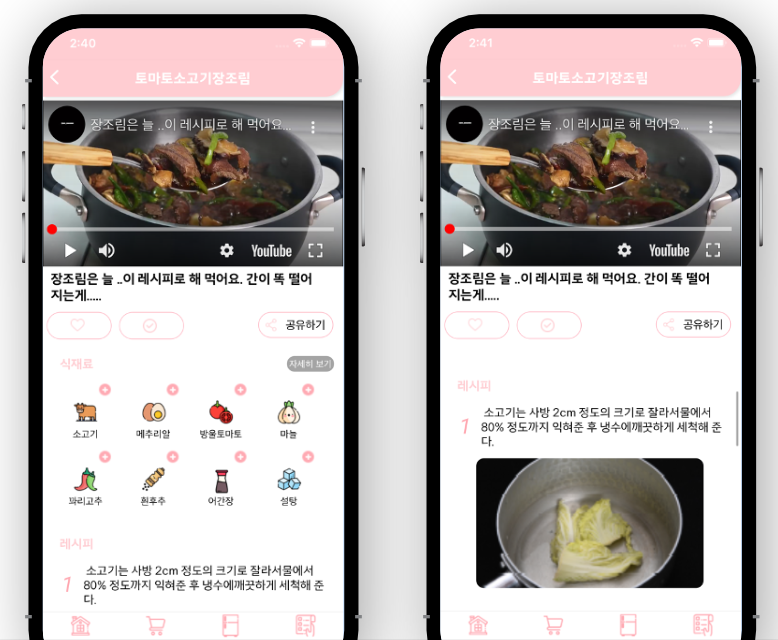 2:40
토마토소고기장조림
장조림은 늘 ..이 레시피로 해 먹어요...
YouTube
장조림은 늘 ..이 레시피로 해 먹어요. 간이 똑 떨어
지는게.....
공유하기
식재료
자세히 보기
소고기 메추리알 방울토마토 마늘
꽈리고추 흰후추 어간장 설탕
레시피
1
소고기는 사방 2cm 정도의 크기로 잘라서물에서
80% 정도까지 익혀준 후 냉수에깨끗하게 세척해 준
다.
2:41
토마토소고기장조림
장조림은 늘 ..이 레시피로 해 먹어요...
YouTube
장조림은 늘 ..이 레시피로 해 먹어요. 간이 똑 떨어
지는게.....
공유하기
레시피
1
소고기는 사방 2cm 정도의 크기로 잘라서물에서
80% 정도까지 익혀준 후 냉수에깨끗하게 세척해 준
다.